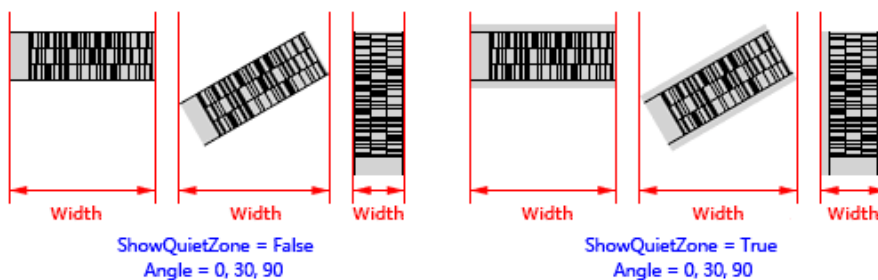 Width Width Width Width Width Width
ShowQuietZone = False ShowQuietZone = True
Angle = 0, 30, 90 Angle = 0, 30, 90